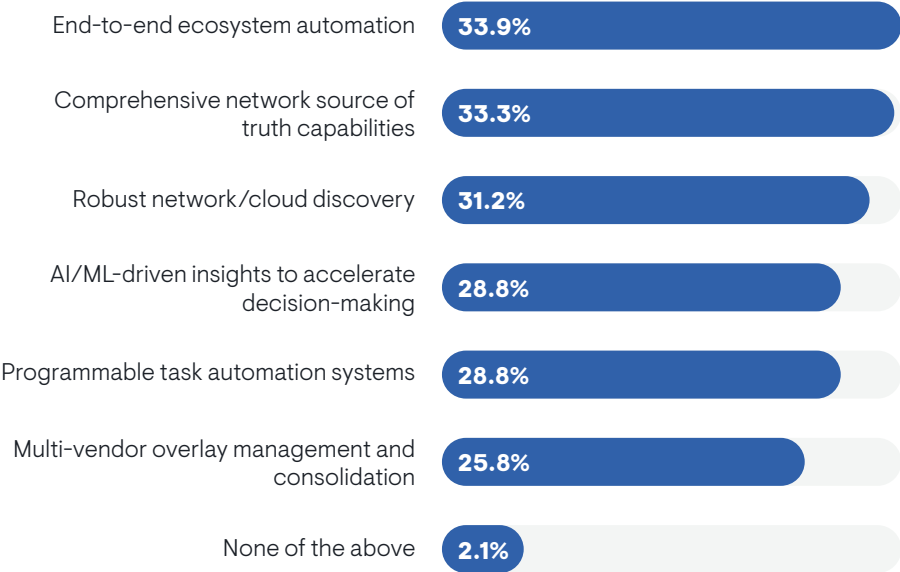 End-to-end ecosystem automation 33.9%
Comprehensive network source of
truth capabilities 33.3%
Robust network/cloud discovery 31.2%
AI/ML-driven insights to accelerate
decision-making 28.8%
Programmable task automation systems 28.8%
Multi-vendor overlay management and
consolidation 25.8%
None of the above 2.1%